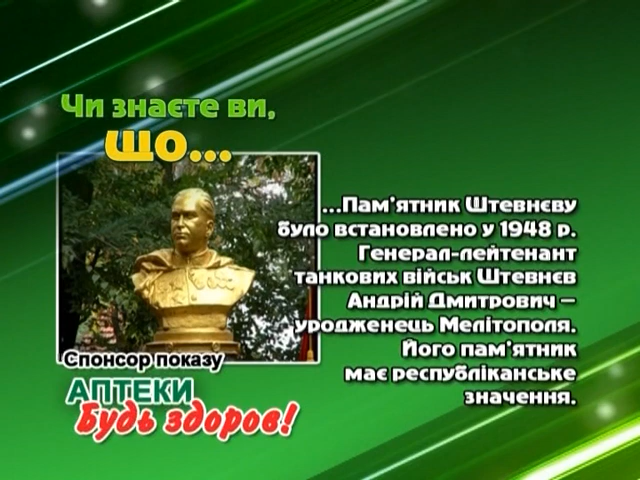 Чи знаєте ви,
що...
...Пам'ятник Штевнєву
було встановлено у 1948 р.
Генерал-лейтенант
танкових військ Штевнєв
Андрій Дмитрович –
уродженець Мелітополя.
Його пам'ятник
має республіканське
значення.
Спонсор показу
АПТЕКИ
Будь здоров!